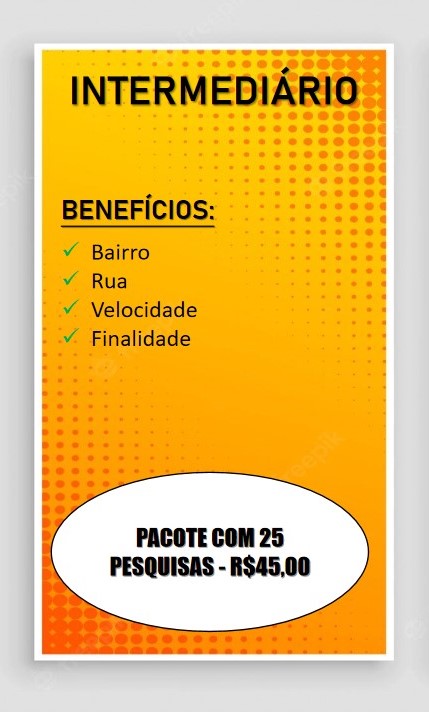 INTERMEDIÁRIO
BENEFÍCIOS:
✓ Bairro
✓ Rua
✓ Velocidade
✓ Finalidade
PACOTE COM 25
PESQUISAS - R$45,00